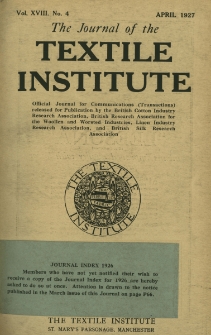 Vol. XVIII. No. 4 APRIL 1927
The Journal of the
TEXTILE
INSTITUTE
Official Journal for Communications (Transactions)
released for Publication by the British Cotton Industry
Research Association, British Research Association for
the Woollen and Worsted Industries, Linen Industry
Research Association, and British Silk Research
Association
THE TEXTILE INSTITUTE
JOURNAL INDEX 1926
Members who have not yet notified their wish to
receive a copy of the Journal Index for 1926, are hereby
asked to do so at once. Attention is drawn to the notice
published in the March issue of this Journal on page
THE TEXTILE INSTITUTE
ST. MARY'S PARSONAGE, MANCHESTER